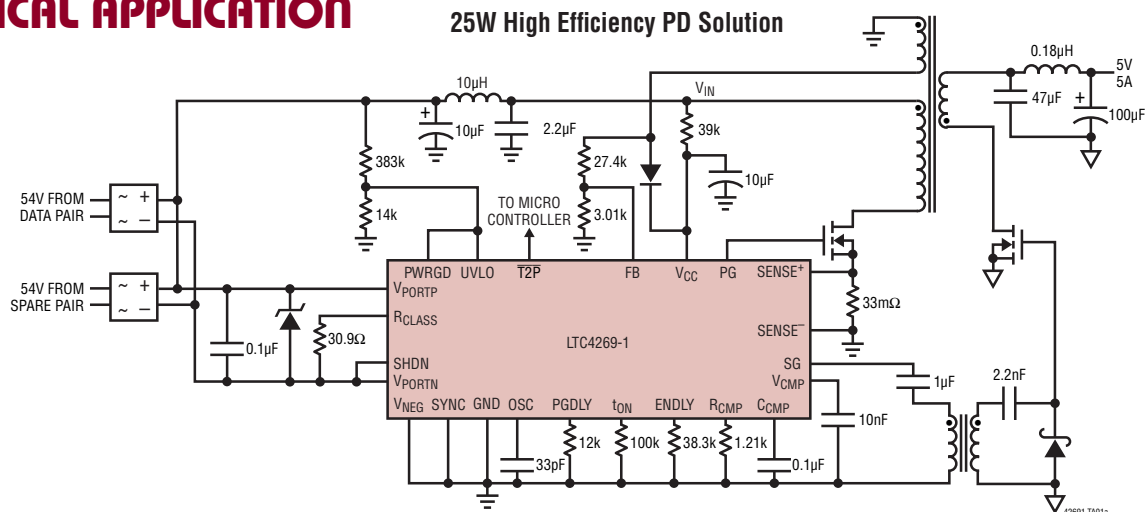 ICAL APPLICATION
25W High Efficiency PD Solution
10µH
VIN
0.18µH
5V
5A
+
10µF
2.2µF
39k
47µF
+
100µF
383k
27.4k
10µF
14k
3.01k
TO MICRO
CONTROLLER
54V FROM
DATA PAIR
~ +
~ –
54V FROM
SPARE PAIR
~ +
~ –
PWRGD UVLO T2P FB VCC PG SENSE+
VPORTP
RCLASS
30.9Ω
0.1µF
33mΩ
SENSE–
LTC4269-1
SHDN
VPORTN
SG
VCMP
1µF
2.2nF
VNEG SYNC GND OSC PGDLY tON ENDLY RCMP CCMP
10nF
12k
100k
38.3k
1.21k
33pF
0.1µF
42691 TA01a